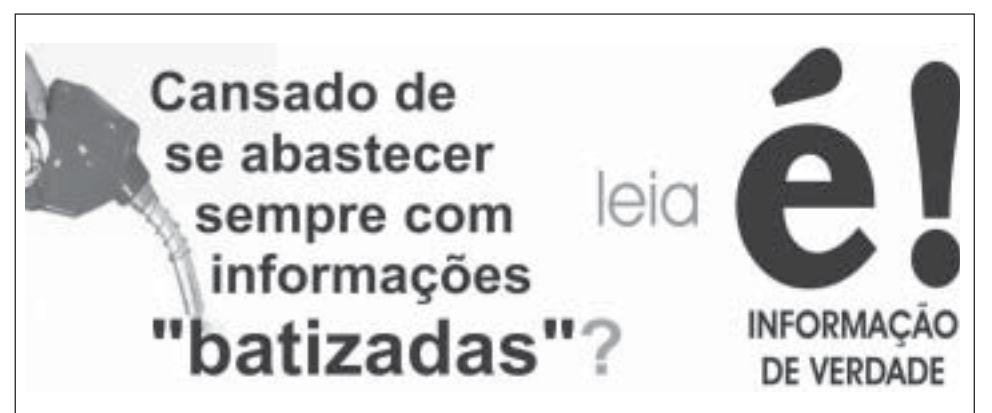 Cansado de
se abastecer
sempre com
informações
"batizadas"?
leia
é!
INFORMAÇÃO
DE VERDADE